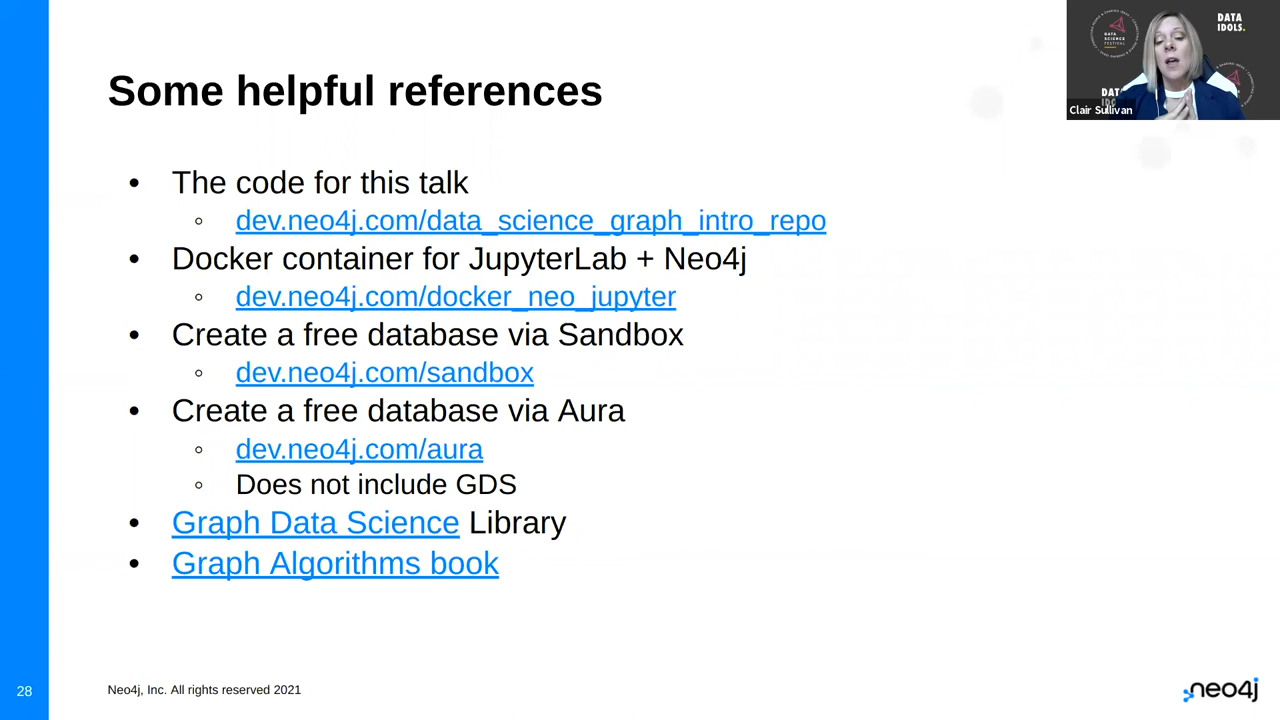 Some helpful references
• The code for this talk
◦ dev.neo4j.com/data_science_graph_intro_repo
• Docker container for JupyterLab + Neo4j
◦ dev.neo4j.com/docker_neo_jupyter
• Create a free database via Sandbox
◦ dev.neo4j.com/sandbox
• Create a free database via Aura
◦ dev.neo4j.com/aura
◦ Does not include GDS
• Graph Data Science Library
• Graph Algorithms book
28
Neo4j, Inc. All rights reserved 2021
neo4j
DATA
SCIENCE
FESTIVAL
DATA
IDOLS.
Clair Sullivan